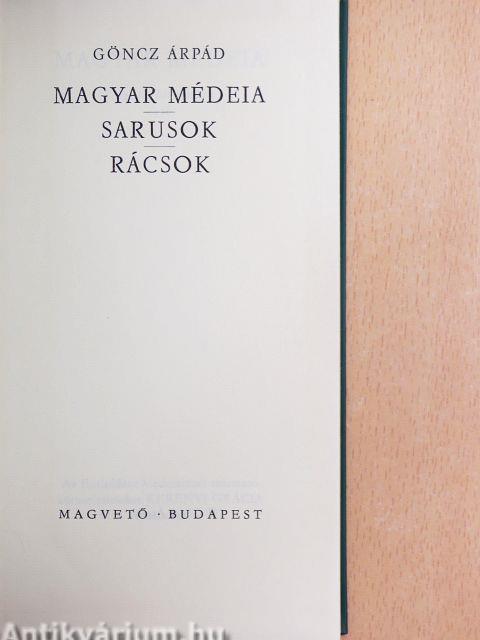 GÖNCZ ÁRPÁD
MAGYAR MÉDEIA
SARUSOK
RÁCSOK
MAGVETŐ · BUDAPEST
Antikvárium.hu